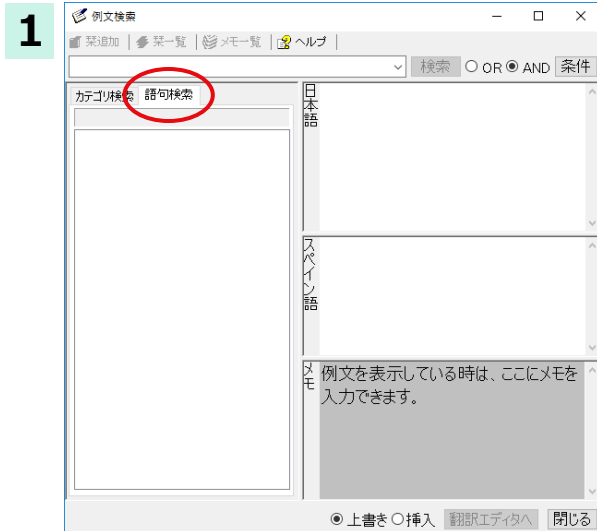 1
例文検索
栞追加 栞一覧 メモ一覧 ヘルプ
検索 OR AND 条件
カテゴリ検索 語句検索
日本語
スペイン語
メモ
例文を表示している時は、ここにメモを
入力できます。
上書き 挿入 翻訳エディタへ 閉じる